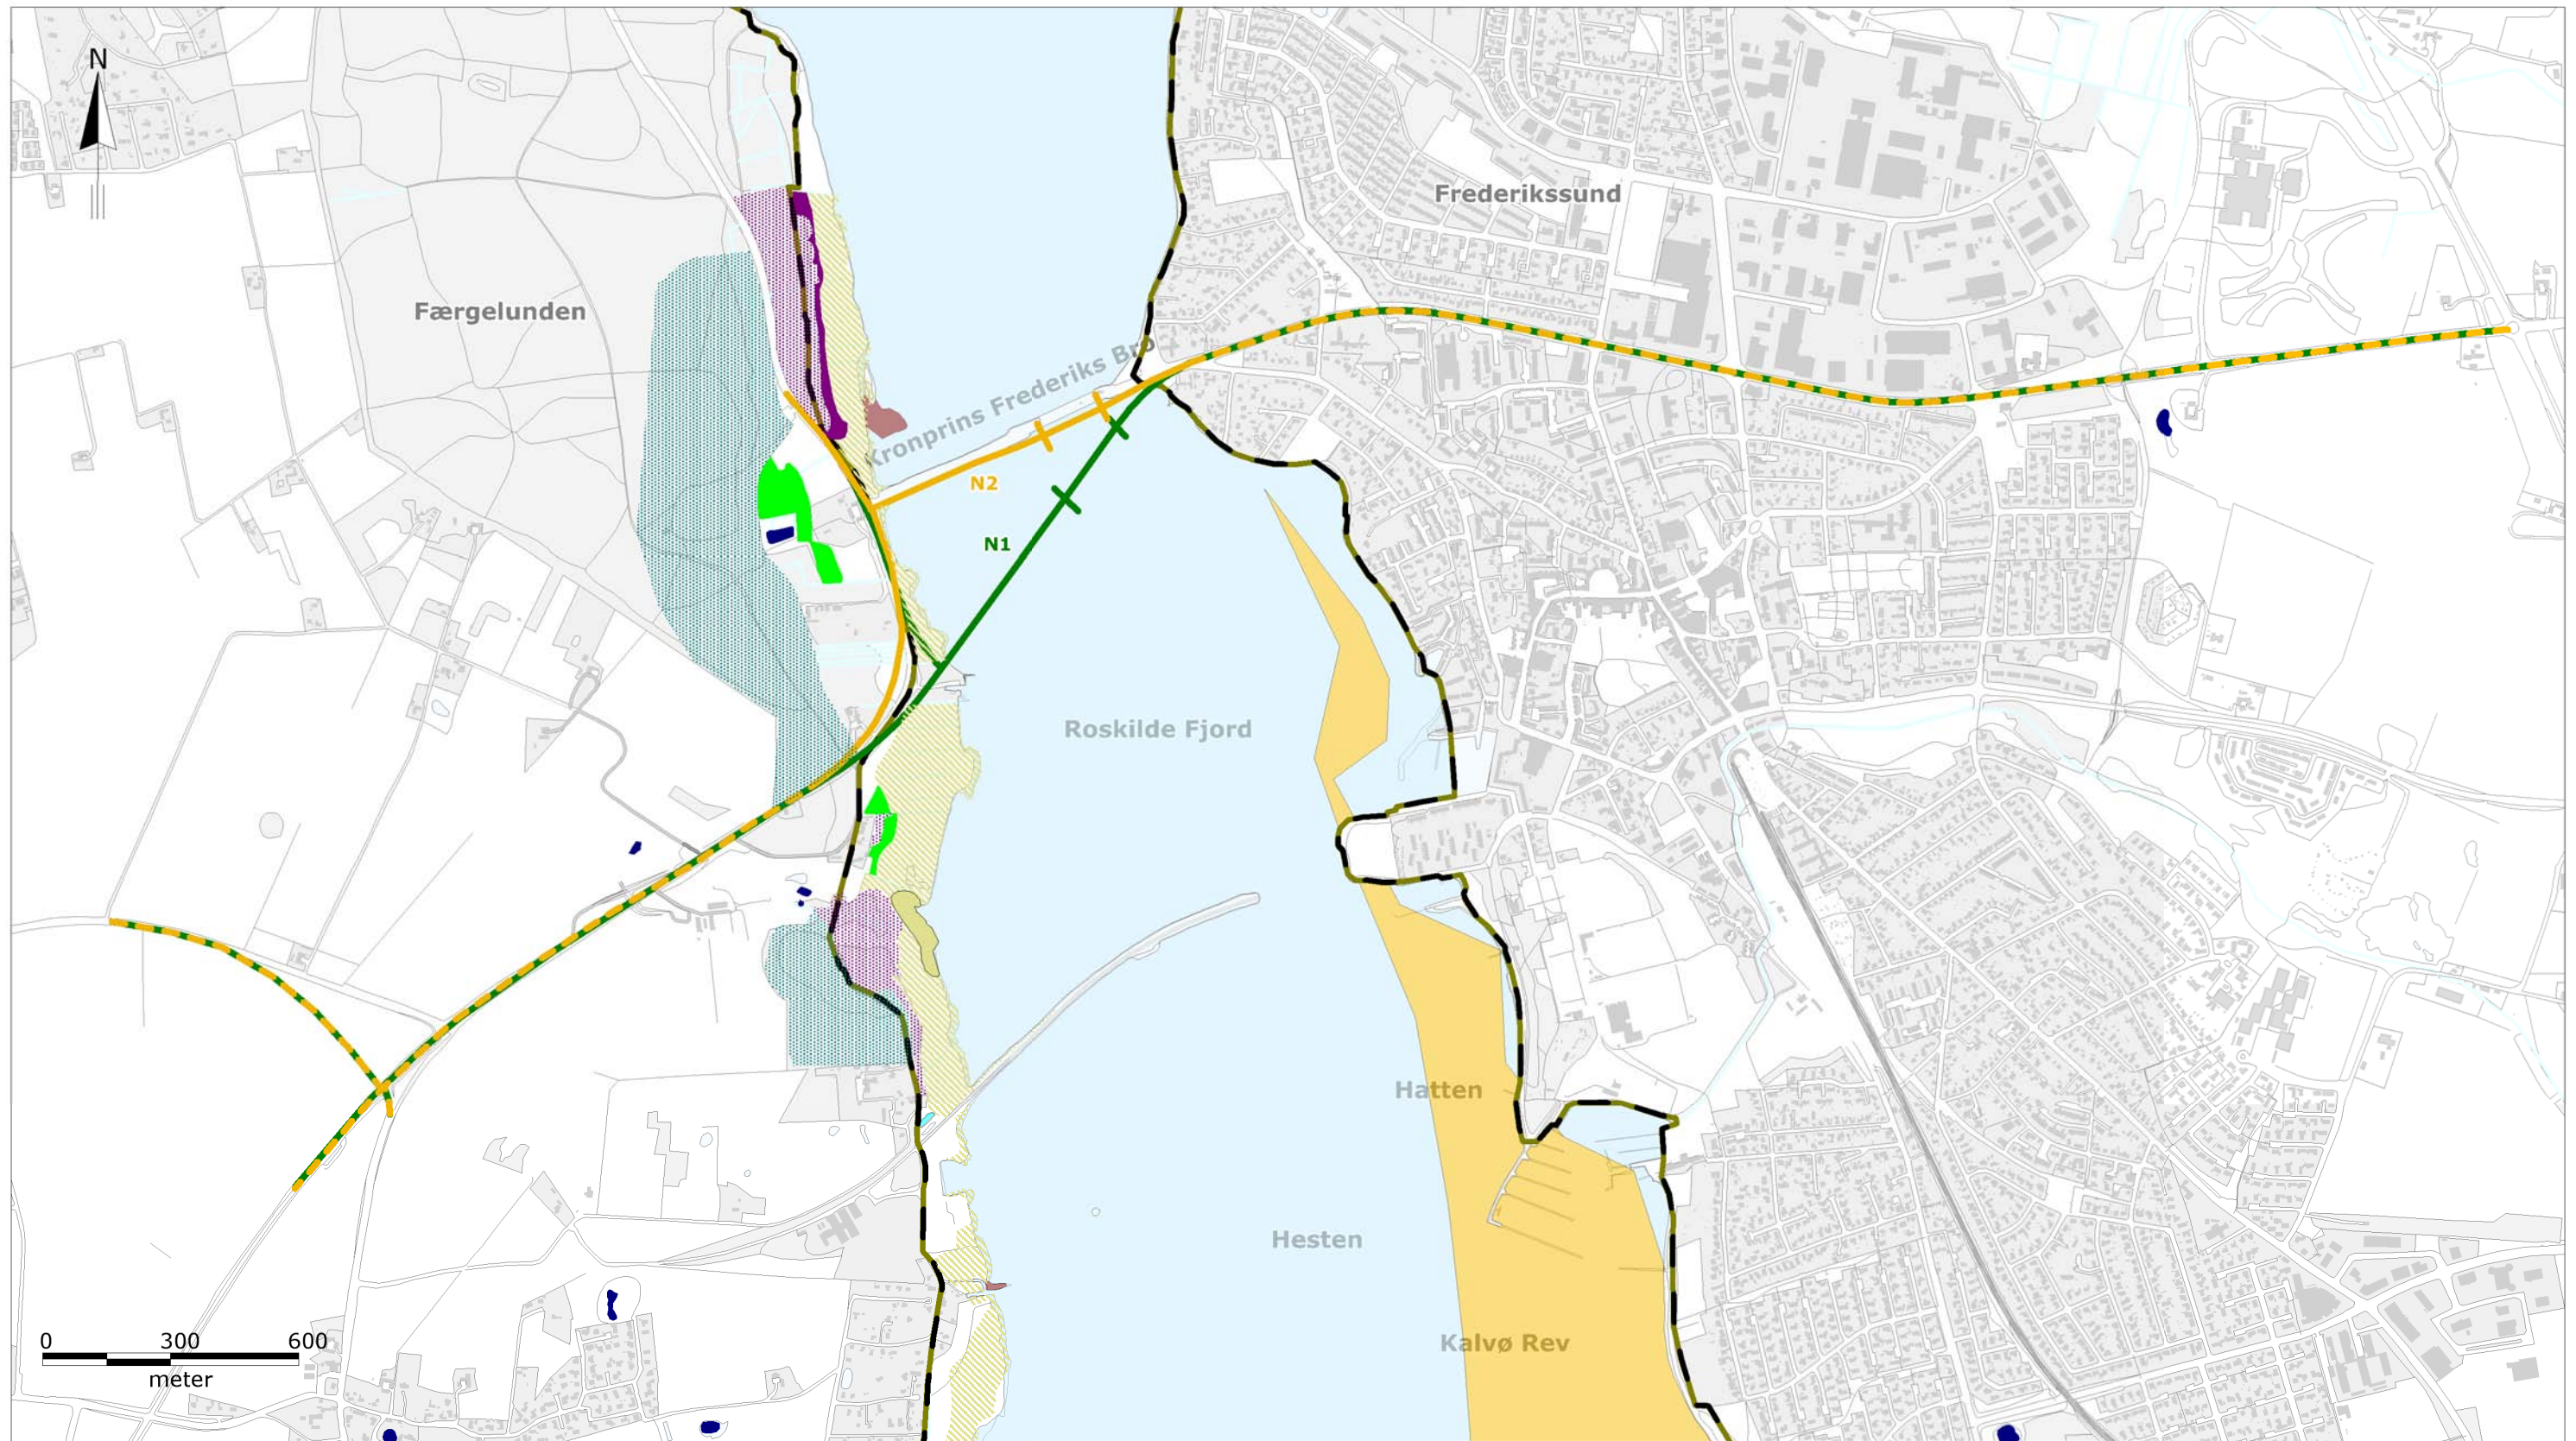 N
Frederikssund
Færgelunden
Kronprins Frederiks Bro
N2
N1
Roskilde Fjord
Hatten
Hesten
Kalvø Rev
0 300 600
meter